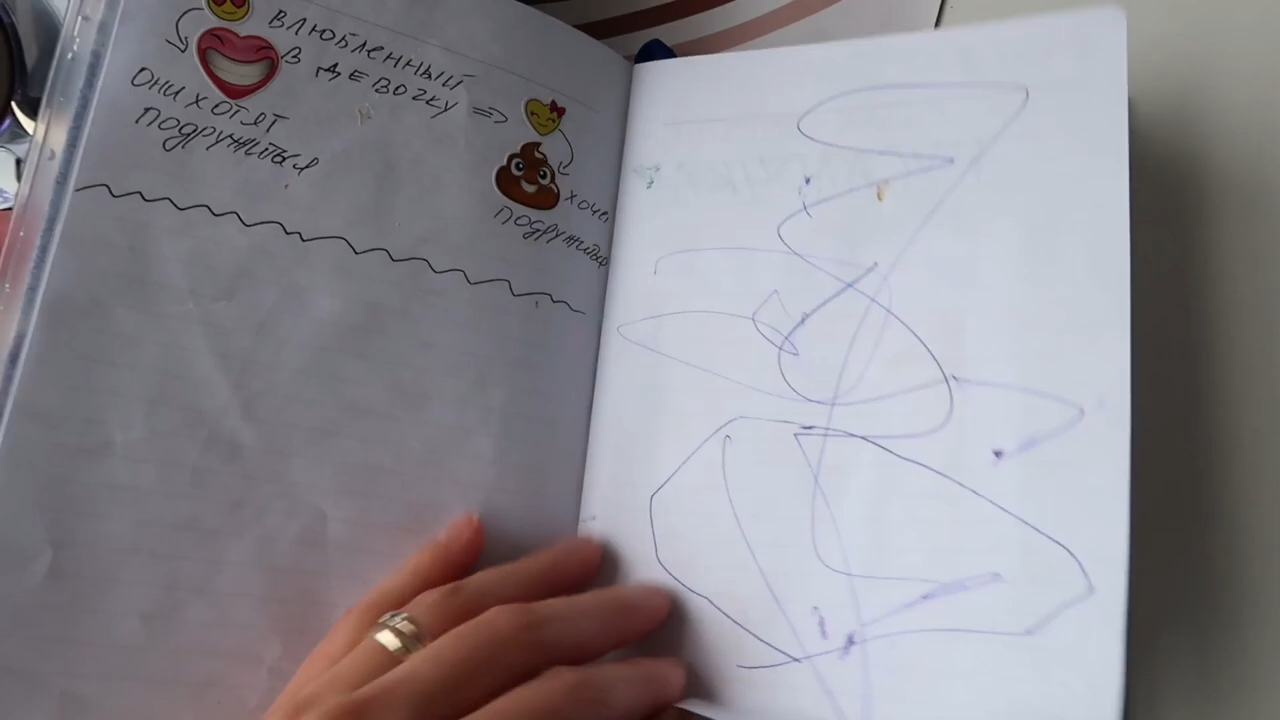 ВЛЮБЛЕННЫЙ
В ДЕВОЧКУ =>
ОНИ ХОТЯТ
ПОДРУЖИТЬСЯ
хочет
ПОДРУЖИТЬСЯ